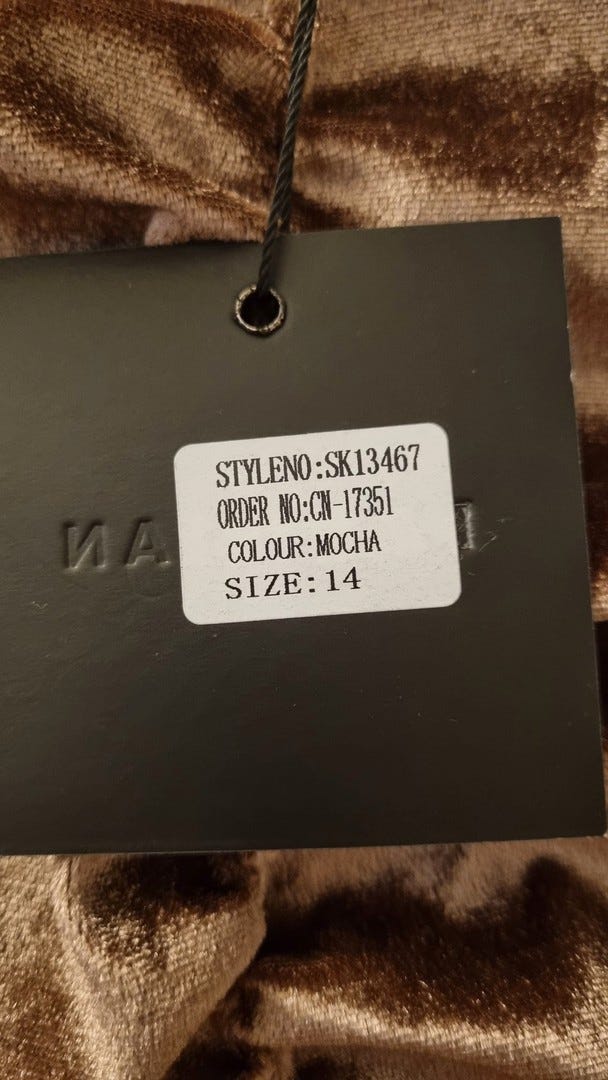 STYLENO:SK13467
ORDER NO:CN-17351
COLOUR:MOCHA
SIZE:14